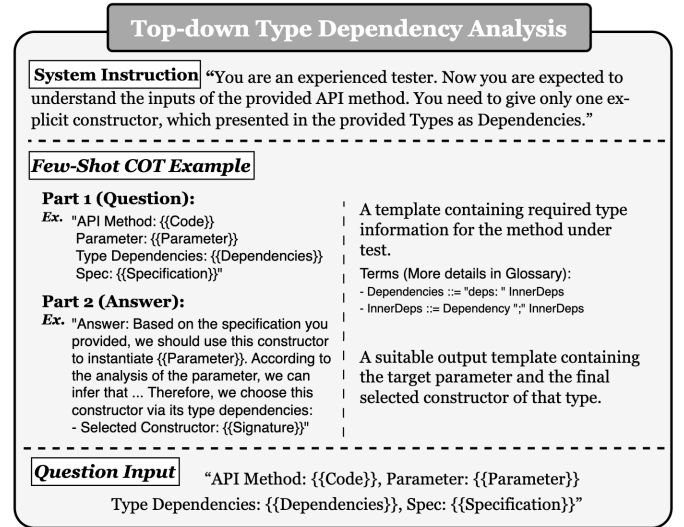 Top-down Type Dependency Analysis
System Instruction “You are an experienced tester. Now you are expected to
understand the inputs of the provided API method. You need to give only one ex-
plicit constructor, which presented in the provided Types as Dependencies.”
Few-Shot COT Example
Part 1 (Question):
Ex. "API Method: {{Code}}
Parameter: {{Parameter}}
Type Dependencies: {{Dependencies}}
Spec: {{Specification}}"
A template containing required type
information for the method under
test.
Terms (More details in Glossary):
- Dependencies ::= "deps: " InnerDeps
- InnerDeps ::= Dependency ";" InnerDeps
Part 2 (Answer):
Ex. "Answer: Based on the specification you
provided, we should use this constructor
to instantiate {{Parameter}}. According to
the analysis of the parameter, we can
infer that ... Therefore, we choose this
constructor via its type dependencies:
- Selected Constructor: {{Signature}}"
A suitable output template containing
the target parameter and the final
selected constructor of that type.
Question Input “API Method: {{Code}}, Parameter: {{Parameter}}
Type Dependencies: {{Dependencies}}, Spec: {{Specification}}”